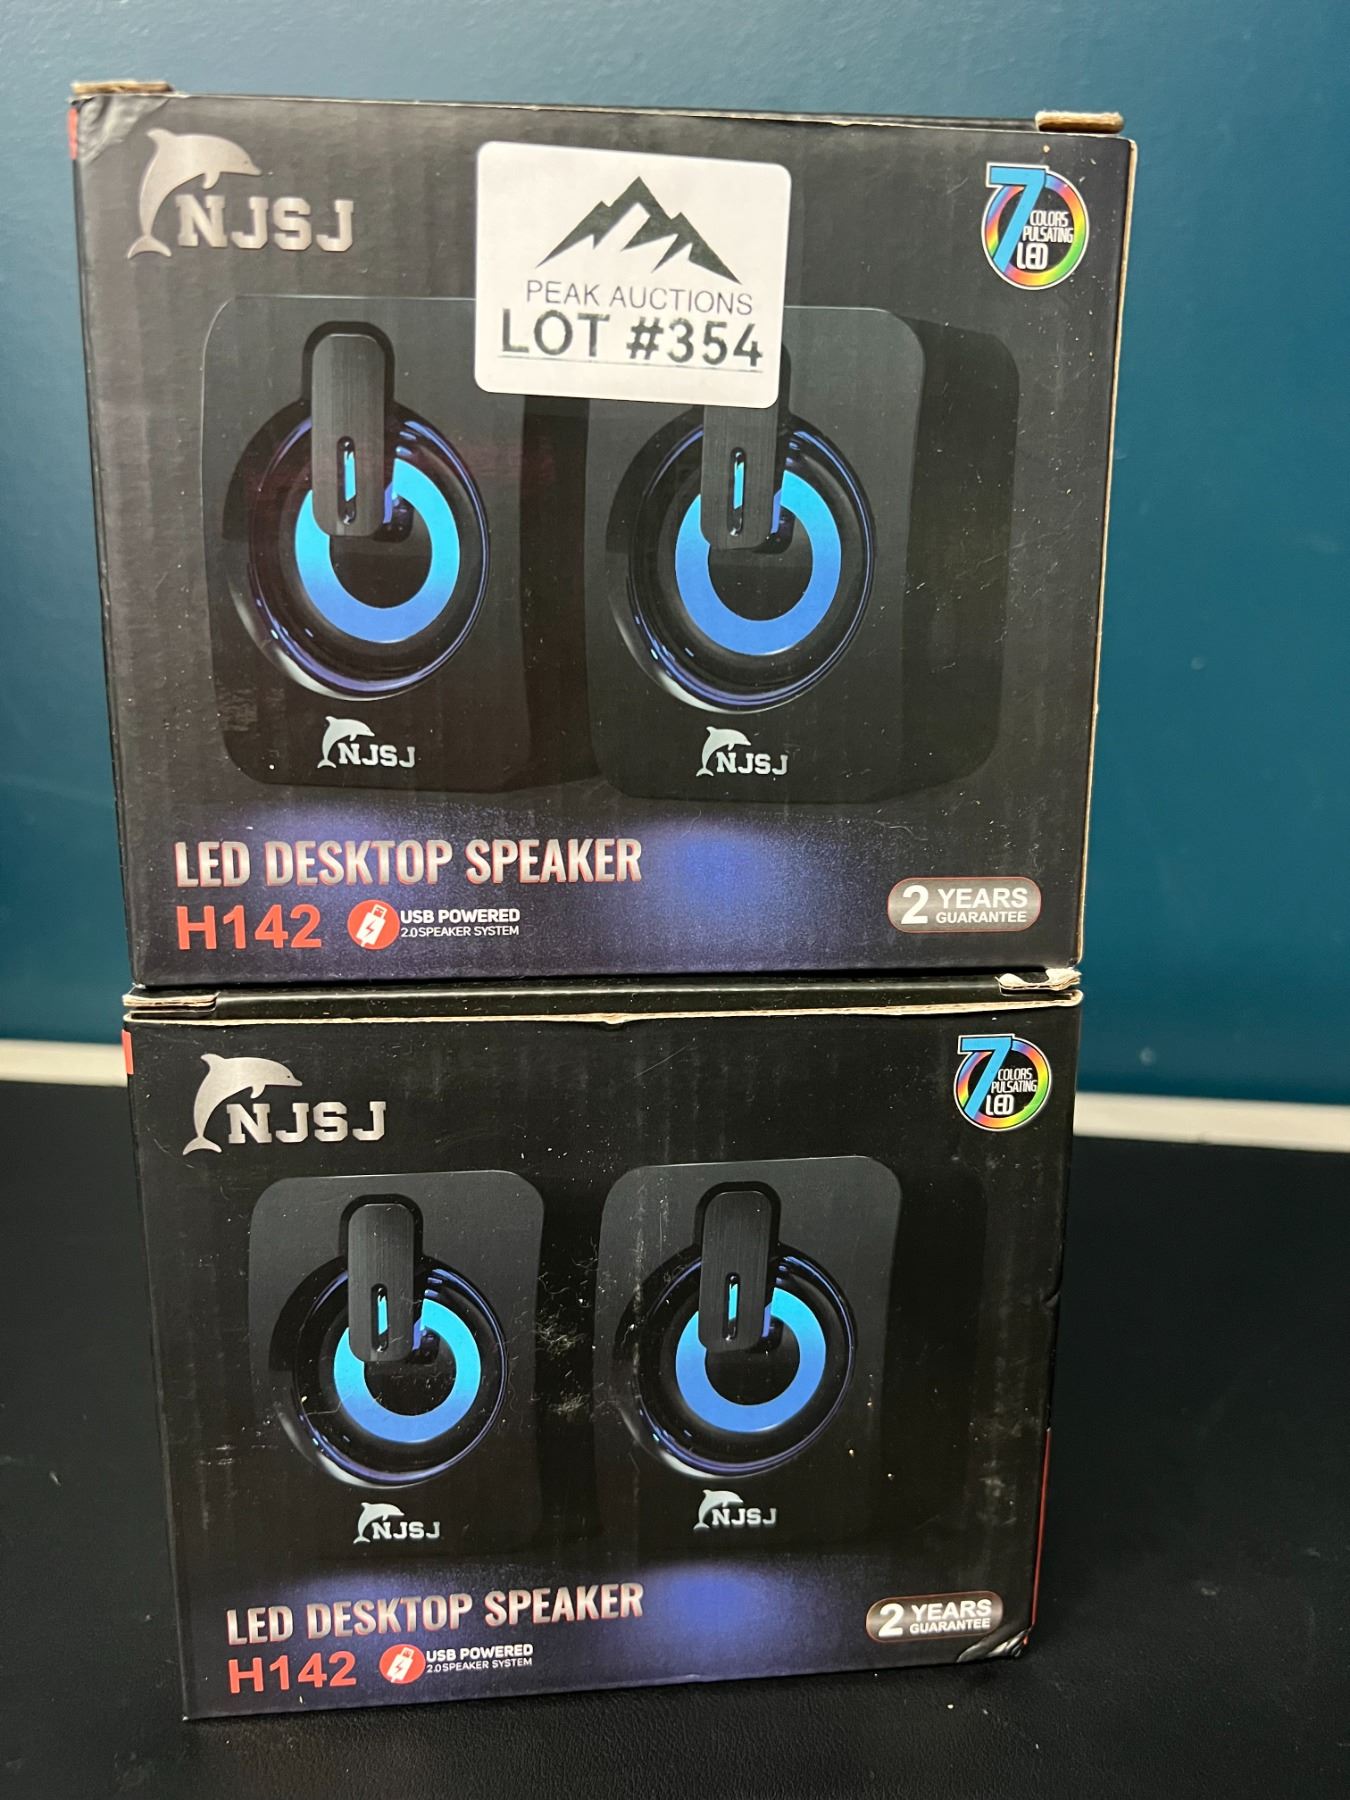 NJSJ
PEAK AUCTIONS
LOT #354
7 COLORS
PULSATING
LED
NJSJ
NJSJ
LED DESKTOP SPEAKER
H142
USB POWERED
2.0 SPEAKER SYSTEM
2 YEARS
GUARANTEE
NJSJ
7 COLORS
PULSATING
LED
NJSJ
NJSJ
LED DESKTOP SPEAKER
H142
USB POWERED
2.0 SPEAKER SYSTEM
2 YEARS
GUARANTEE